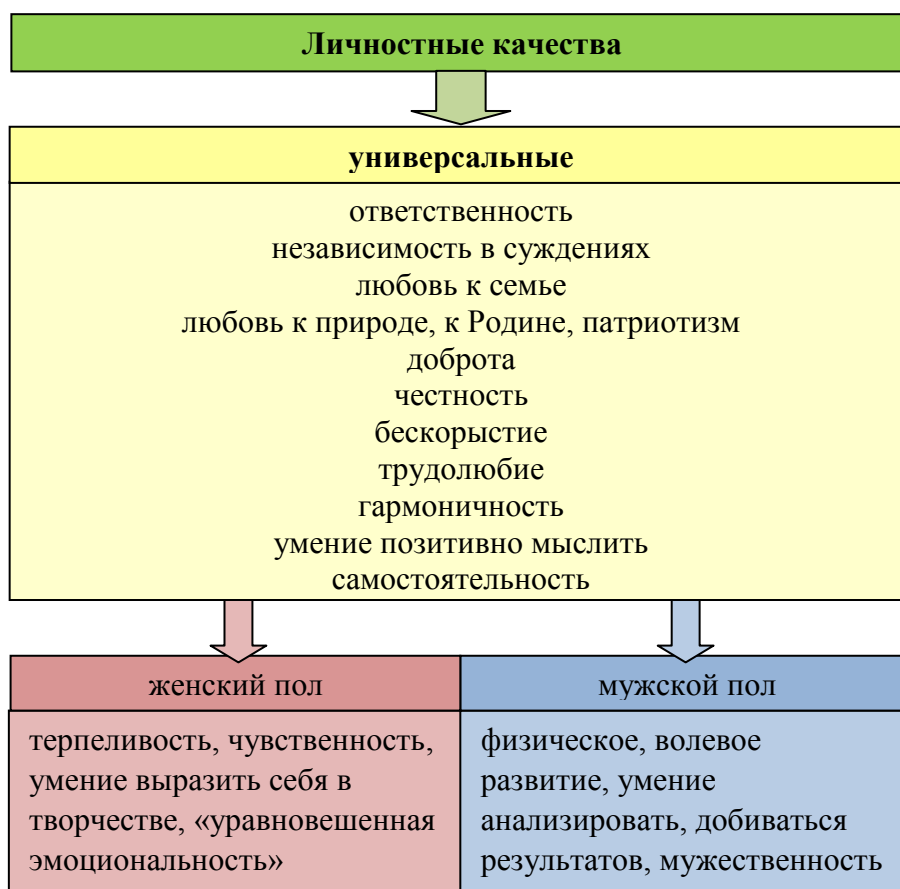 Личностные качества
универсальные
ответственность
независимость в суждениях
любовь к семье
любовь к природе, к Родине, патриотизм
доброта
честность
бескорыстие
трудолюбие
гармоничность
умение позитивно мыслить
самостоятельность
женский пол
терпеливость, чувственность,
умение выразить себя в
творчестве, «уравновешенная
эмоциональность»
мужской пол
физическое, волевое
развитие, умение
анализировать, добиваться
результатов, мужественность